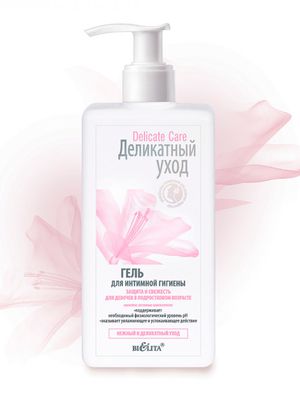 Delicate Care
Деликатный
уход
ГЕЛЬ
ДЛЯ ИНТИМНОЙ ГИГИЕНЫ
ЗАЩИТА И СВЕЖЕСТЬ
ДЛЯ ДЕВОЧЕК В ПОДРОСТКОВОМ ВОЗРАСТЕ
•поддерживает
необходимый физиологический уровень pH
•оказывает увлажняющее и успокаивающее действие
НЕЖНЫЙ И ДЕЛИКАТНЫЙ УХОД
BIELITA®